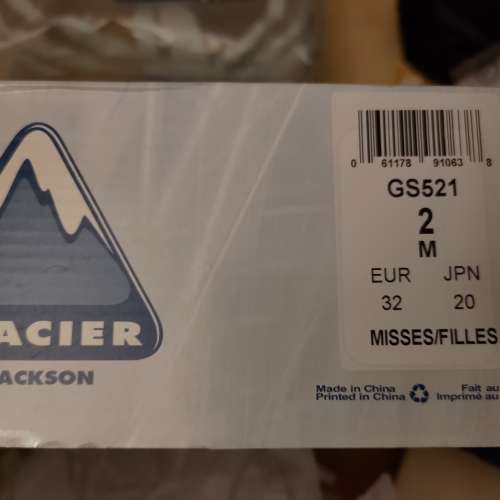 0 61178 91063 8
GS521
2
M
EUR JPN
32 20
MISSES/FILLES
ACIER
ACKSON
Made in China Fait au
Printed in China Imprimé au